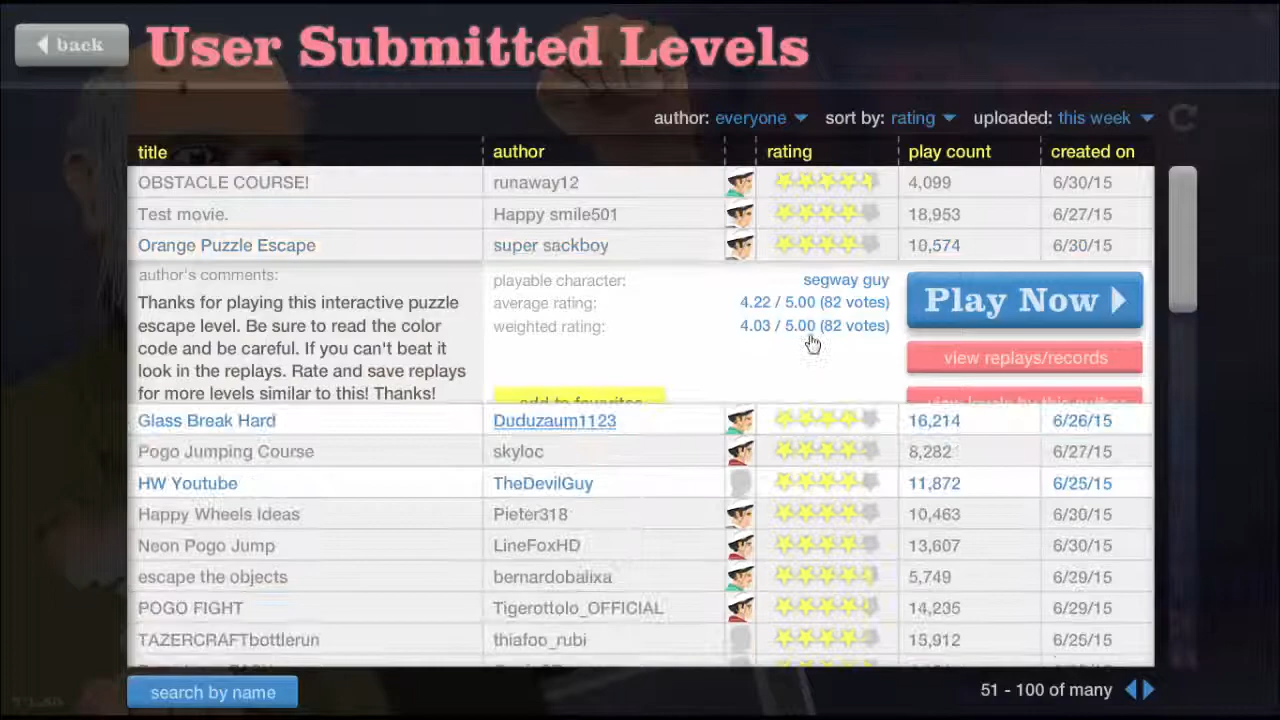 back
User Submitted Levels
author: everyone sort by: rating uploaded: this week
title author rating play count created on
OBSTACLE COURSE! runaway12 4,099 6/30/15
Test movie. Happy smile501 18,953 6/27/15
Orange Puzzle Escape super sackboy 10,574 6/30/15
author's comments:
Thanks for playing this interactive puzzle
escape level. Be sure to read the color
code and be careful. If you can't beat it
look in the replays. Rate and save replays
for more levels similar to this! Thanks!
playable character: segway guy
average rating: 4.22 / 5.00 (82 votes)
weighted rating: 4.03 / 5.00 (82 votes)
add to favorites
Play Now
view replays/records
view levels by this author
Glass Break Hard Duduzaum1123 16,214 6/26/15
Pogo Jumping Course skyloc 8,282 6/27/15
HW Youtube TheDevilGuy 11,872 6/25/15
Happy Wheels Ideas Pieter318 10,463 6/30/15
Neon Pogo Jump LineFoxHD 13,607 6/30/15
escape the objects bernardobalixa 5,749 6/29/15
POGO FIGHT Tigerottolo_OFFICIAL 14,235 6/29/15
TAZERCRAFTbottlerun thiafoo_rubi 15,912 6/25/15
search by name
51 - 100 of many